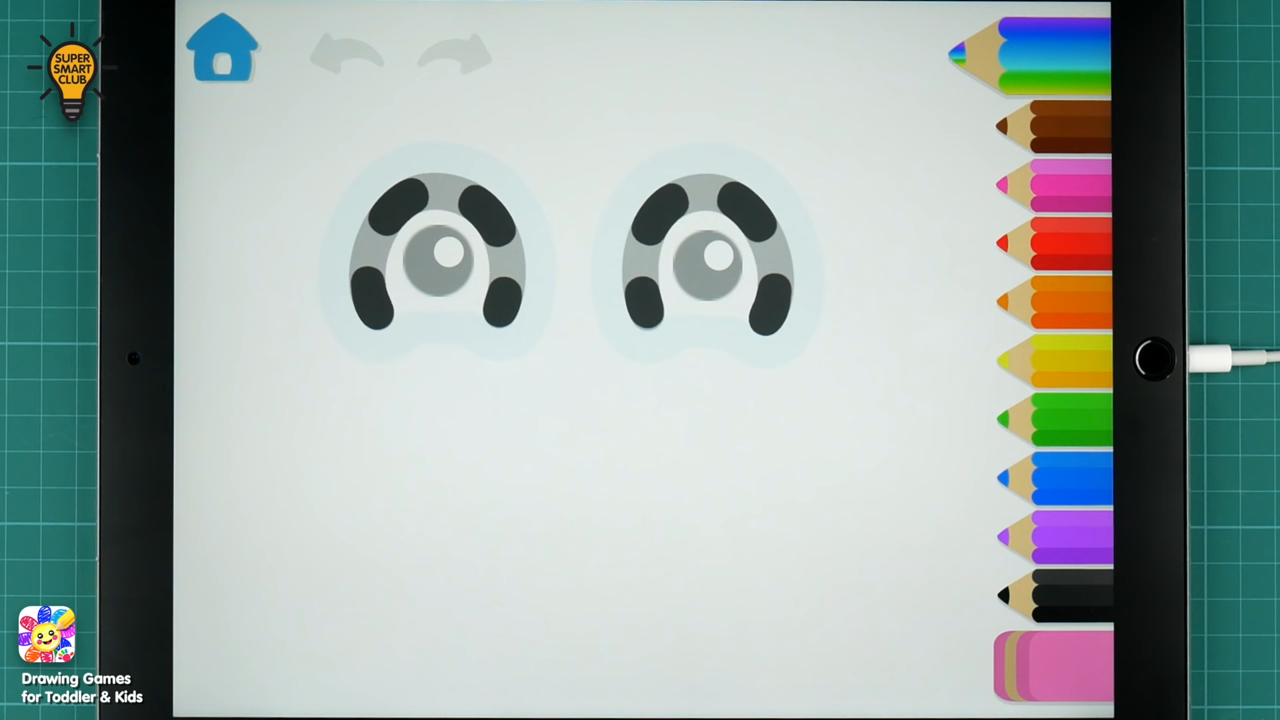 SUPER
SMART
CLUB
Drawing Games
for Toddler & Kids